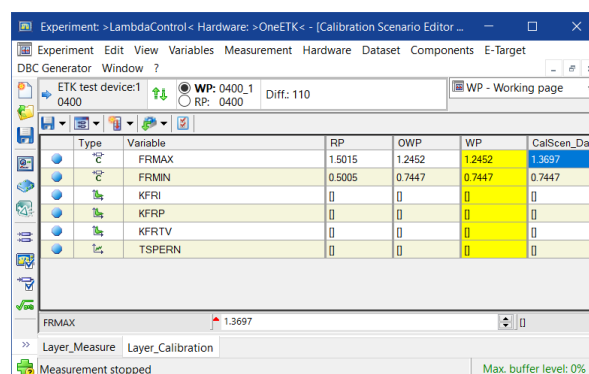 Experiment: >LambdaControl< Hardware: >OneETK< - [Calibration Scenario Editor ...
Experiment Edit View Variables Measurement Hardware Dataset Components E-Target
DBC Generator Window ?
ETK test device:1
0400
WP: 0400_1
RP: 0400
Diff.: 110
WP - Working page
Type Variable RP OWP WP CalScen_Da
FRMAX 1.5015 1.2452 1.2452 1.3697
FRMIN 0.5005 0.7447 0.7447 0.7447
KFRI [] [] [] []
KFRP [] [] [] []
KFRTV [] [] [] []
TSPERN [] [] [] []
FRMAX 1.3697 []
Layer_Measure Layer_Calibration
Measurement stopped Max. buffer level: 0%